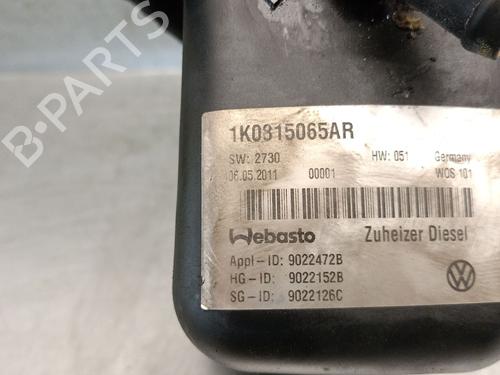 B-PARTS
1K0815065AR
SW: 2730 HW: 051 Germany
06.05.2011 00001 WOS 101
Webasto Zuheizer Diesel
Appl-ID: 9022472B
HG-ID: 9022152B
SG-ID: 9022126C